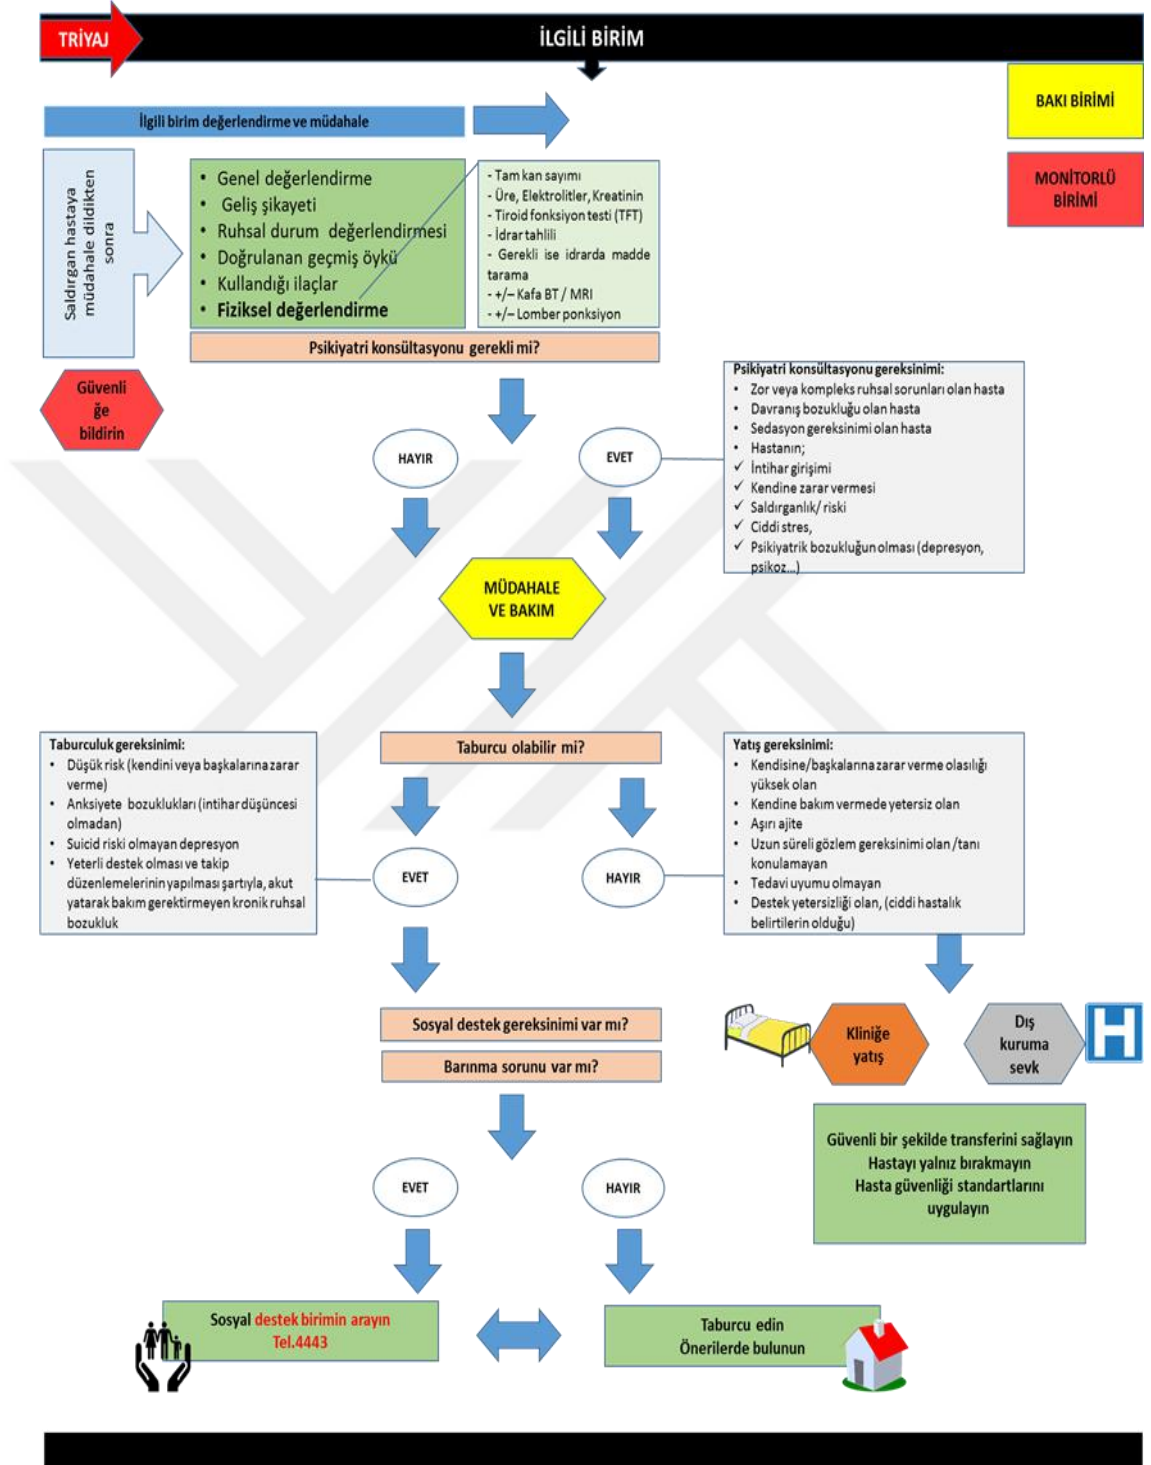 TRİYAJ
İLGİLİ BİRİM
BAKI BİRİMİ
MONİTORLÜ
BİRİMİ
İlgili birim değerlendirme ve müdahale
Saldırgan hastaya
müdahale dildikten
sonra
• Genel değerlendirme
• Geliş şikayeti
• Ruhsal durum değerlendirmesi
• Doğrulanan geçmiş öykü
• Kullandığı ilaçlar
• Fiziksel değerlendirme
- Tam kan sayımı
- Üre, Elektrolitler, Kreatinin
- Tiroid fonksiyon testi (TFT)
- İdrar tahlili
- Gerekli ise idrarda madde
tarama
- +/– Kafa BT / MRI
- +/– Lomber ponksiyon
Psikiyatri konsültasyonu gerekli mi?
Güvenli
ğe
bildirin
HAYIR
EVET
Psikiyatri konsültasyonu gereksinimi:
• Zor veya kompleks ruhsal sorunları olan hasta
• Davranış bozukluğu olan hasta
• Sedasyon gereksinimi olan hasta
• Hastanın;
✓ İntihar girişimi
✓ Kendine zarar vermesi
✓ Saldırganlık/ riski
✓ Ciddi stres,
✓ Psikiyatrik bozukluğun olması (depresyon,
psikoz...)
MÜDAHALE
VE BAKIM
Taburcu olabilir mi?
Taburculuk gereksinimi:
• Düşük risk (kendini veya başkalarına zarar
verme)
• Anksiyete bozuklukları (intihar düşüncesi
olmadan)
• Suicid riski olmayan depresyon
• Yeterli destek olması ve takip
düzenlemelerinin yapılması şartıyla, akut
yatarak bakım gerektirmeyen kronik ruhsal
bozukluk
EVET
HAYIR
Yatış gereksinimi:
• Kendisine/başkalarına zarar verme olasılığı
yüksek olan
• Kendine bakım vermede yetersiz olan
• Aşırı ajite
• Uzun süreli gözlem gereksinimi olan /tanı
konulamayan
• Tedavi uyumu olmayan
• Destek yetersizliği olan, (ciddi hastalık
belirtilerin olduğu)
Sosyal destek gereksinimi var mı?
Barınma sorunu var mı?
Kliniğe
yatış
Dış
kuruma
sevk
H
Güvenli bir şekilde transferini sağlayın
Hastayı yalnız bırakmayın
Hasta güvenliği standartlarını
uygulayın
EVET
HAYIR
Sosyal destek birimin arayın
Tel.4443
Taburcu edin
Önerilerde bulunun